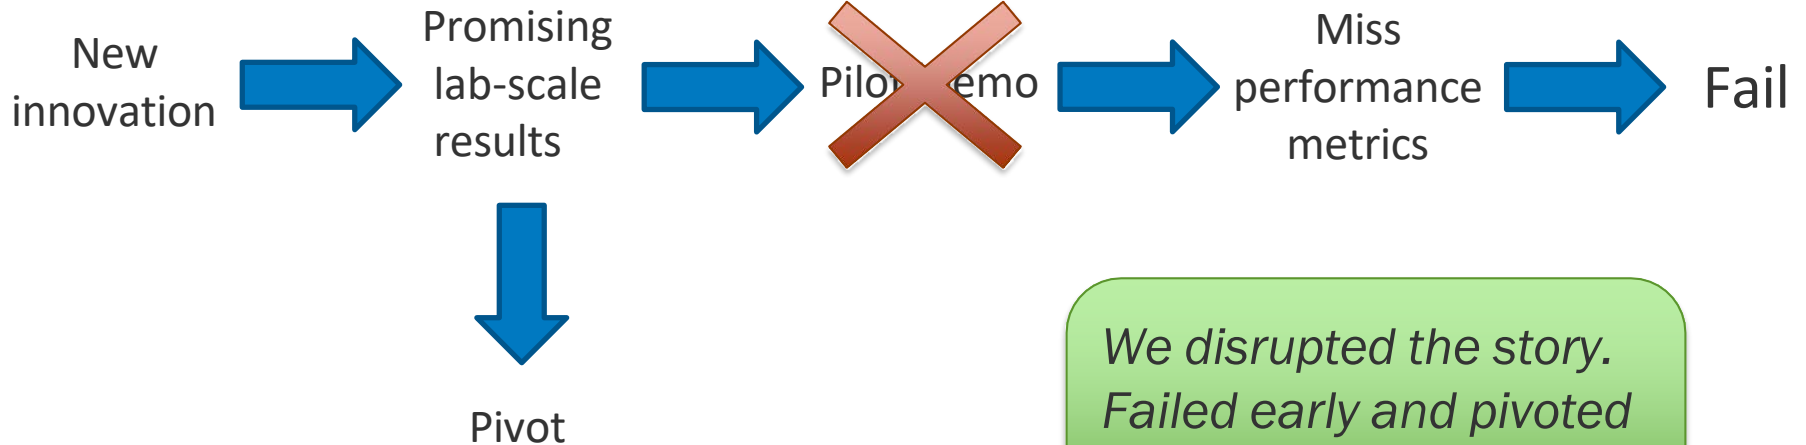 New
innovation
Promising
lab-scale
results
Pilot emo
Miss
performance
metrics
Fail
Pivot
We disrupted the story.
Failed early and pivoted